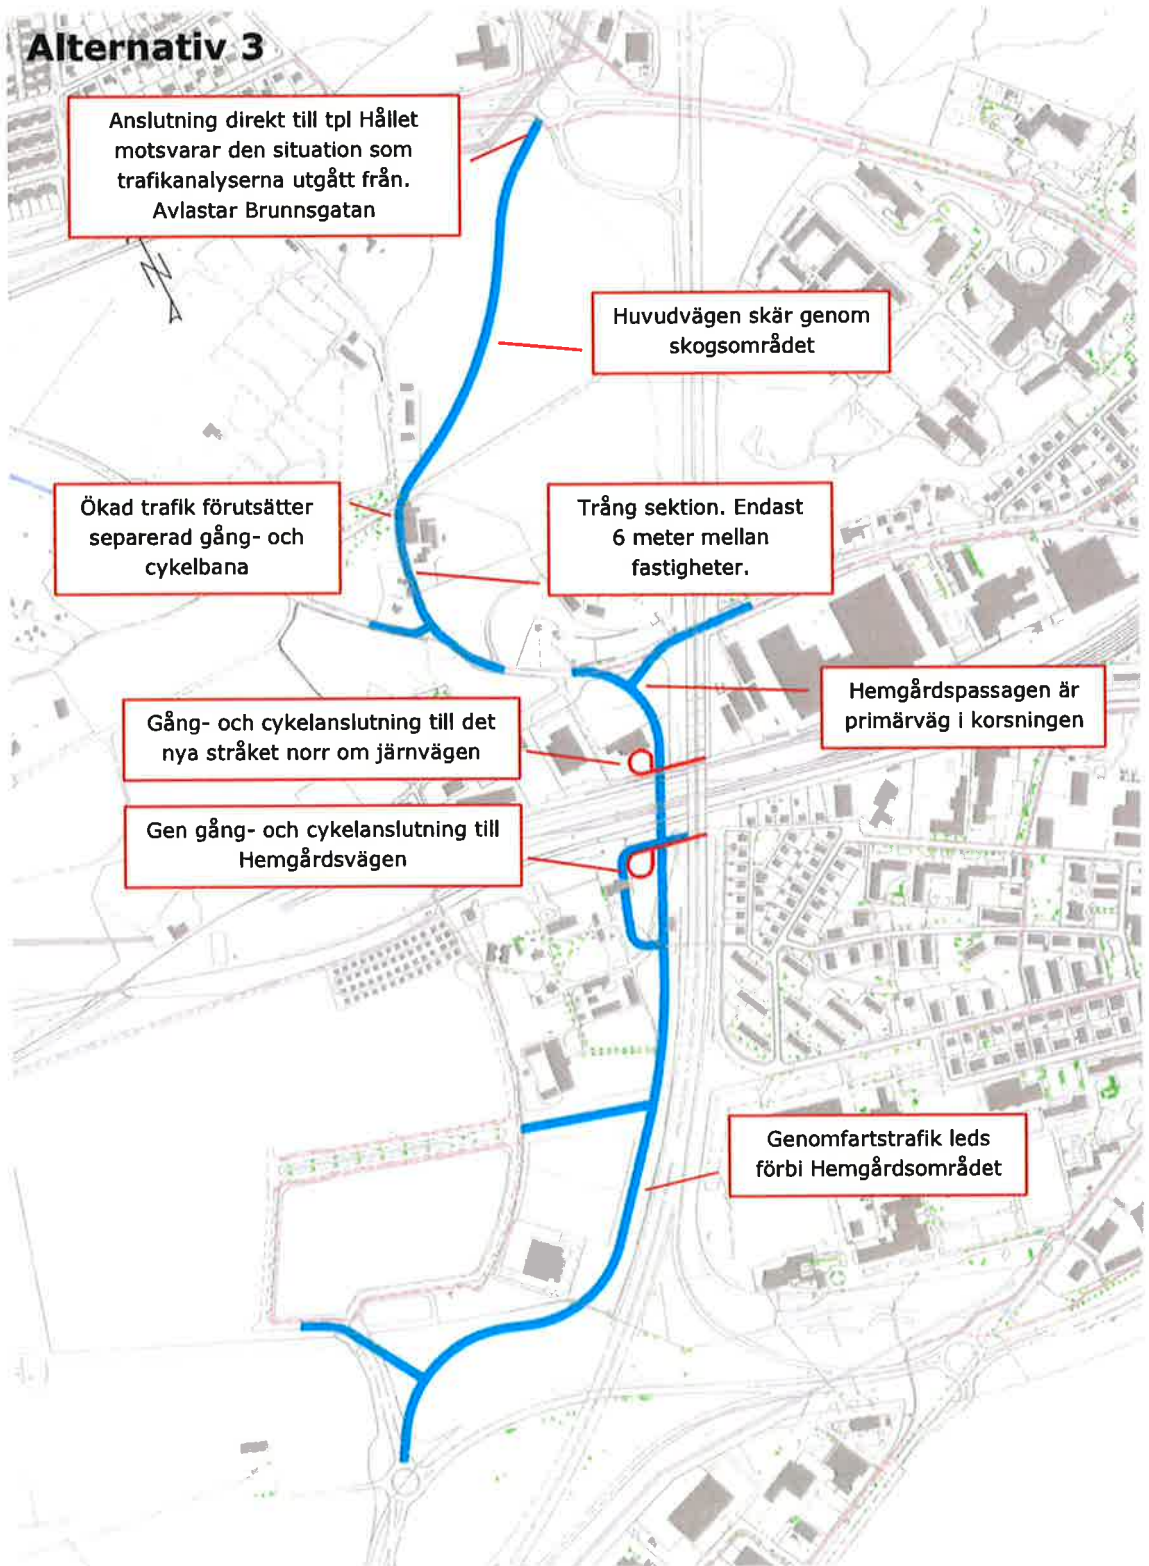 Alternativ 3
Anslutning direkt till tpl Hållet
motsvarar den situation som
trafikanalyserna utgått från.
Avlastar Brunnsgatan
Huvudvägen skär genom
skogsområdet
Ökad trafik förutsätter
separerad gång- och
cykelbana
Trång sektion. Endast
6 meter mellan
fastigheter.
Hemgårdspassagen är
primärväg i korsningen
Gång- och cykelanslutning till det
nya stråket norr om järnvägen
Gen gång- och cykelanslutning till
Hemgårdsvägen
Genomfartstrafik leds
förbi Hemgårdsområdet